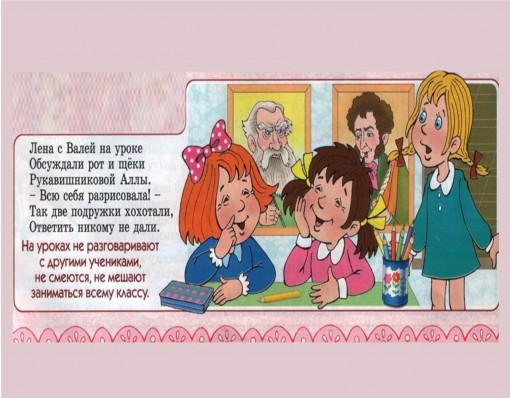 Лена с Валей на уроке
Обсуждали рот и щёки
Рукавишниковой Аллы.
– Всю себя разрисовала! –
Так две подружки хохотали,
Ответить никому не дали.
На уроках не разговаривают
с другими учениками,
не смеются, не мешают
заниматься всему классу.